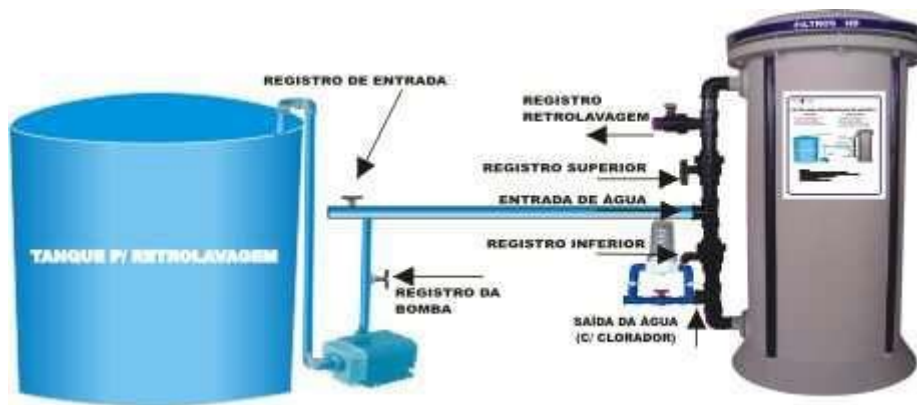 FILTROS
REGISTRO DE ENTRADA
REGISTRO
RETROLAVAGEM
REGISTRO SUPERIOR
ENTRADA DE ÁGUA
TANQUE P/ RETROLAVAGEM
REGISTRO INFERIOR
REGISTRO DA
BOMBA
SAÍDA DA ÁGUA
(C/ CLORADOR)